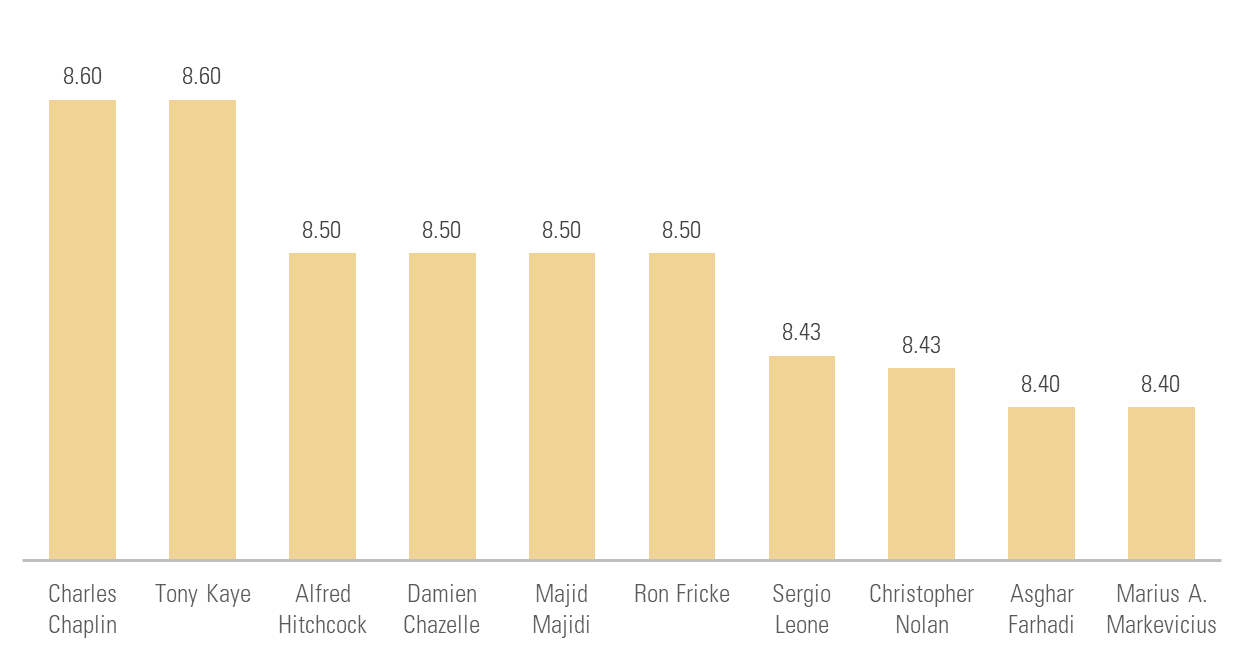 8.60
8.60
8.50
8.50
8.50
8.50
8.43
8.43
8.40
8.40
Charles
Chaplin
Tony Kaye
Alfred
Hitchcock
Damien
Chazelle
Majid
Majidi
Ron Fricke
Sergio
Leone
Christopher
Nolan
Asghar
Farhadi
Marius A.
Markevicius